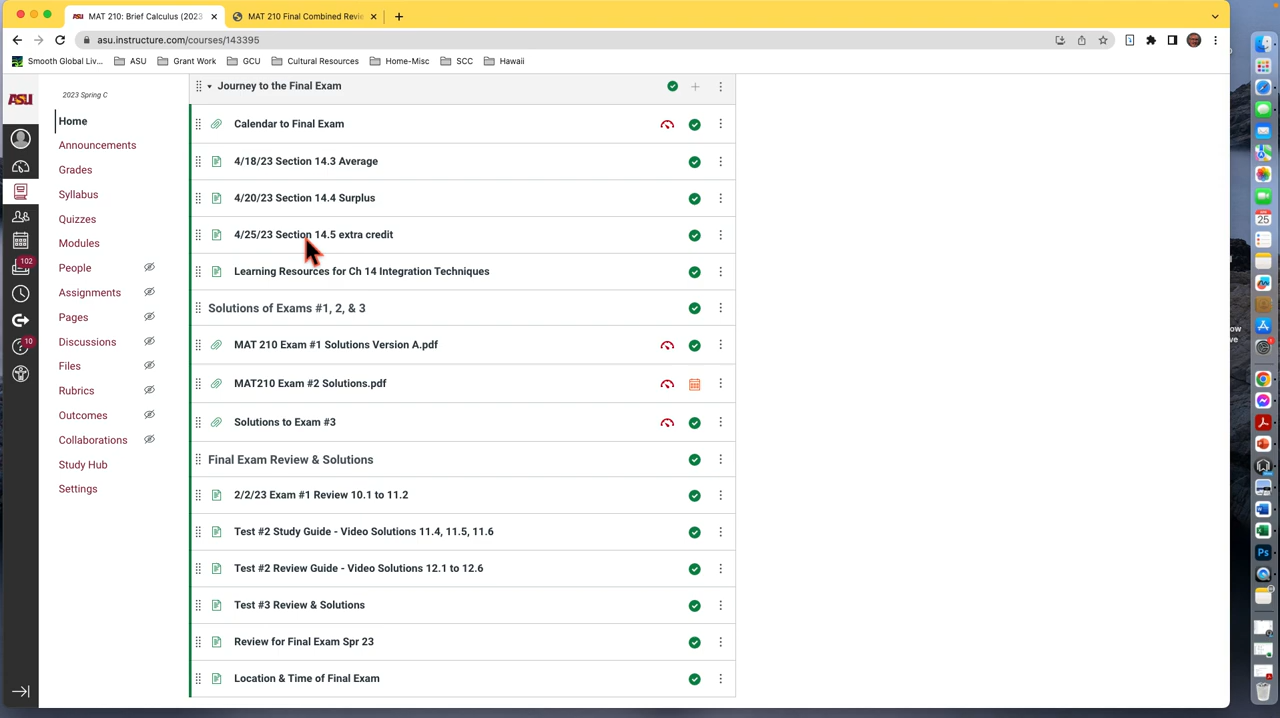 MAT 210: Brief Calculus (2023
MAT 210 Final Combined Revi
asu.instructure.com/courses/143395
Smooth Global Liv...
ASU
Grant Work
GCU
Cultural Resources
Home-Misc
SCC
Hawaii
ASU
2023 Spring C
Home
Announcements
Grades
Syllabus
Quizzes
Modules
People
Assignments
Pages
Discussions
Files
Rubrics
Outcomes
Collaborations
Study Hub
Settings
102
10
Journey to the Final Exam
Calendar to Final Exam
4/18/23 Section 14.3 Average
4/20/23 Section 14.4 Surplus
4/25/23 Section 14.5 extra credit
Learning Resources for Ch 14 Integration Techniques
Solutions of Exams #1, 2, & 3
MAT 210 Exam #1 Solutions Version A.pdf
MAT210 Exam #2 Solutions.pdf
Solutions to Exam #3
Final Exam Review & Solutions
2/2/23 Exam #1 Review 10.1 to 11.2
Test #2 Study Guide - Video Solutions 11.4, 11.5, 11.6
Test #2 Review Guide - Video Solutions 12.1 to 12.6
Test #3 Review & Solutions
Review for Final Exam Spr 23
Location & Time of Final Exam
25
Ps